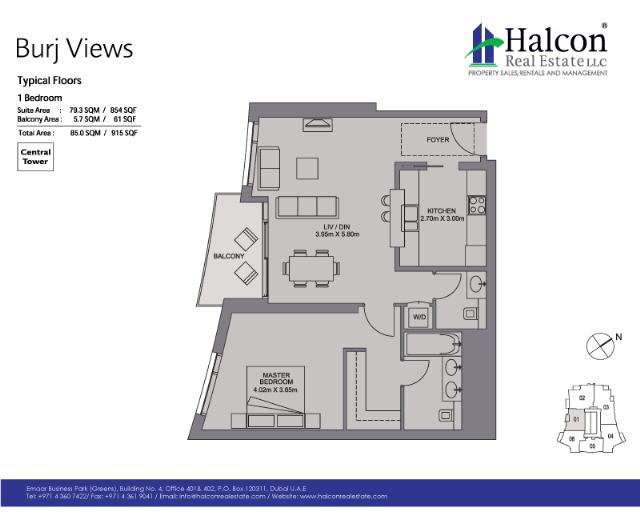 Burj Views
Typical Floors
1 Bedroom
Suite Area : 79.3 SQM / 854 SQF
Balcony Area : 5.7 SQM / 61 SQF
Total Area : 85.0 SQM / 915 SQF
Central
Tower
Halcon®
Real Estate LLC
PROPERTY SALES, RENTALS AND MANAGEMENT
FOYER
KITCHEN
2.70m X 3.00m
LIV / DIN
3.95m X 5.80m
BALCONY
W/D
MASTER
BEDROOM
4.02m X 3.65m
N
02
03
01
04
06
05
Emaar Business Park (Greens), Building No. 4, Office 401& 402, P.O. Box 120311, Dubai U.A.E
Tel: +971 4 360 7422/ Fax: +971 4 361 9041 / Email: info@halconrealestate.com / Website: www.halconrealestate.com